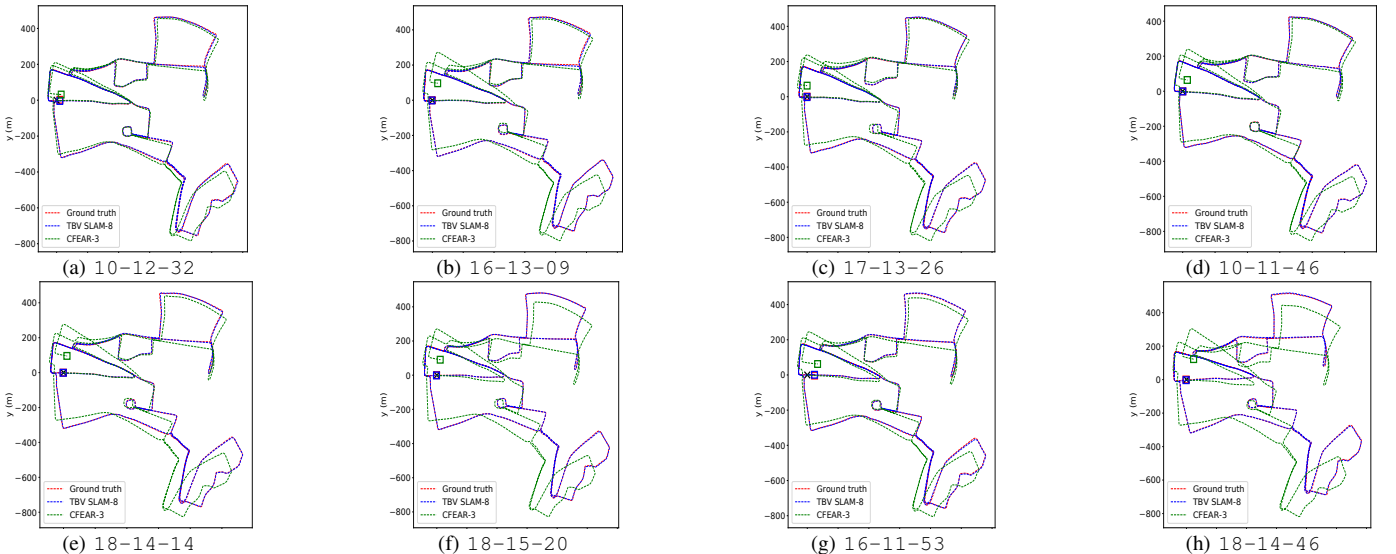 400
200
0
−200
−400
−600
−800
y (m)
Ground truth
TBV SLAM-8
CFEAR-3
(a) 10-12-32
400
200
0
−200
−400
−600
−800
y (m)
Ground truth
TBV SLAM-8
CFEAR-3
(b) 16-13-09
400
200
0
−200
−400
−600
−800
y (m)
Ground truth
TBV SLAM-8
CFEAR-3
(c) 17-13-26
400
200
0
−200
−400
−600
−800
y (m)
Ground truth
TBV SLAM-8
CFEAR-3
(d) 10-11-46
400
200
0
−200
−400
−600
−800
y (m)
Ground truth
TBV SLAM-8
CFEAR-3
(e) 18-14-14
400
200
0
−200
−400
−600
−800
y (m)
Ground truth
TBV SLAM-8
CFEAR-3
(f) 18-15-20
400
200
0
−200
−400
−600
−800
y (m)
Ground truth
TBV SLAM-8
CFEAR-3
(g) 16-11-53
400
200
0
−200
−400
−600
−800
y (m)
Ground truth
TBV SLAM-8
CFEAR-3
(h) 18-14-46